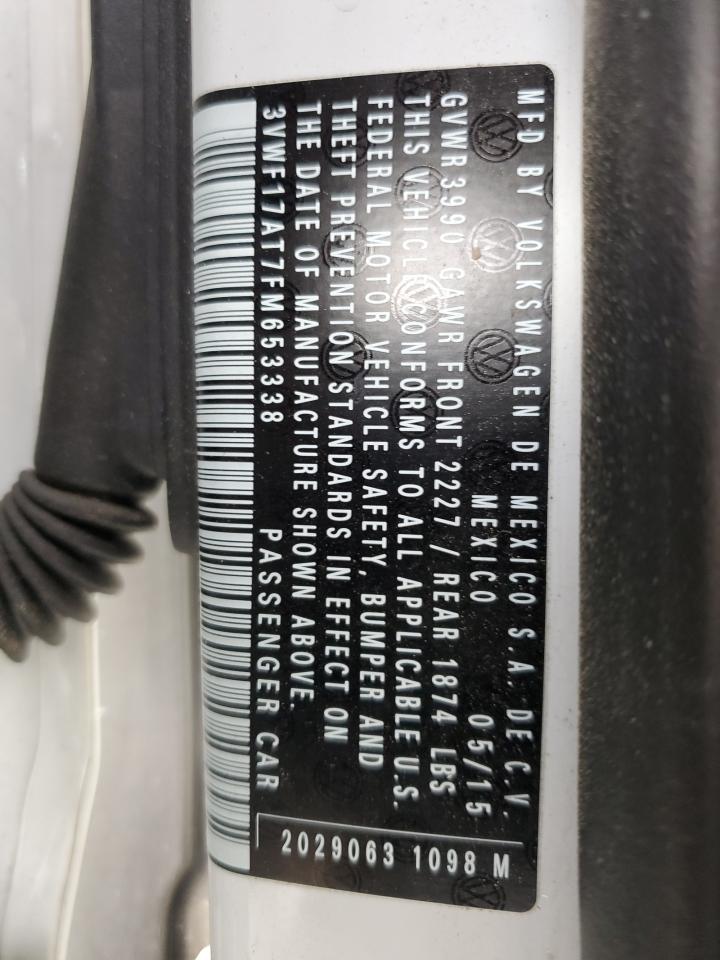 MFD BY VOLKSWAGEN DE MEXICO S.A. DE C.V.
MEXICO 05/15
GVWR 3990 GAWR FRONT 2227 / REAR 1874 LBS
THIS VEHICLE CONFORMS TO ALL APPLICABLE U.S.
FEDERAL MOTOR VEHICLE SAFETY, BUMPER AND
THEFT PREVENTION STANDARDS IN EFFECT ON
THE DATE OF MANUFACTURE SHOWN ABOVE.
3VWF17AT7FM653338 PASSENGER CAR
2029063 1098 M